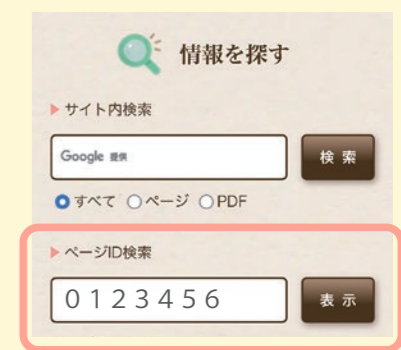 情報を探す
サイト内検索
Google 提供
検索
すべて ページ PDF
ページID検索
0123456
表示